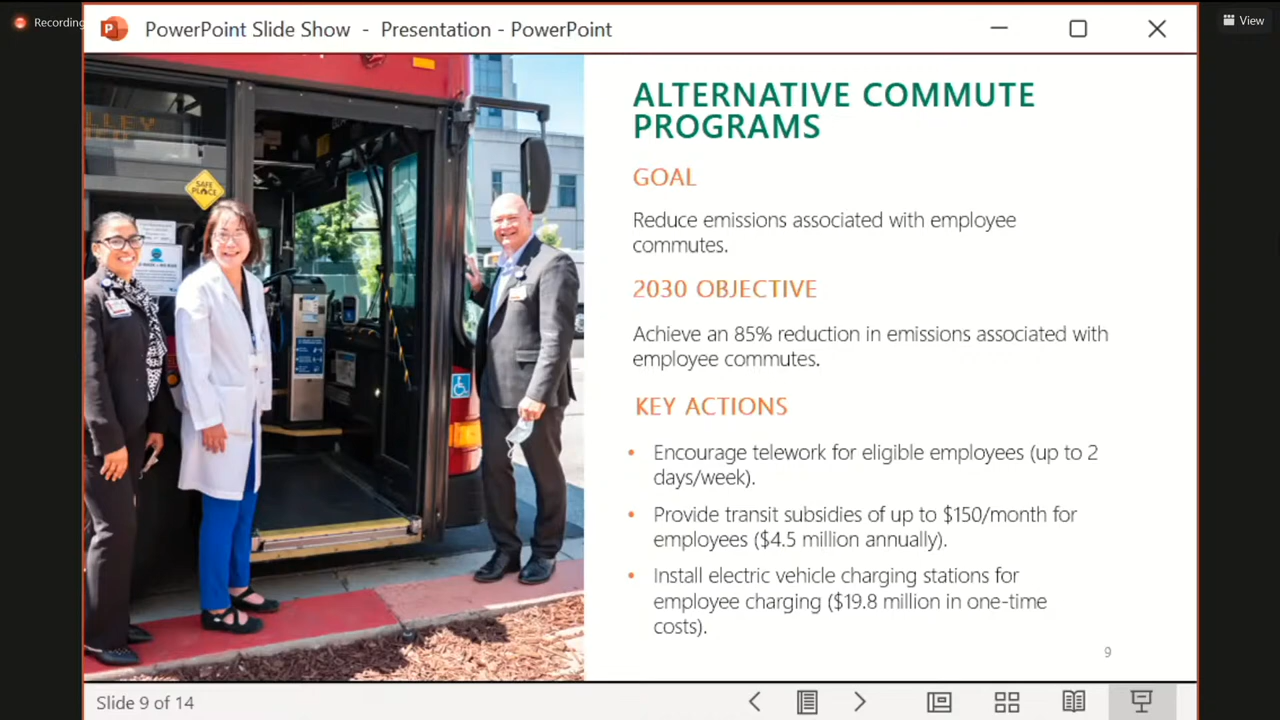 Recording
PowerPoint Slide Show - Presentation - PowerPoint
View
LLEY
SAFE
PLACE
ALTERNATIVE COMMUTE
PROGRAMS
GOAL
Reduce emissions associated with employee
commutes.
2030 OBJECTIVE
Achieve an 85% reduction in emissions associated with
employee commutes.
KEY ACTIONS
• Encourage telework for eligible employees (up to 2
days/week).
• Provide transit subsidies of up to $150/month for
employees ($4.5 million annually).
• Install electric vehicle charging stations for
employee charging ($19.8 million in one-time
costs).
9
Slide 9 of 14